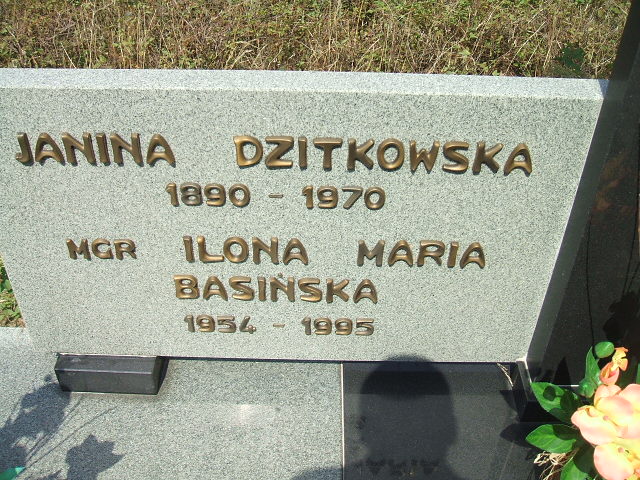 JANINA DZITKOWSKA
1890 - 1970
MGR ILONA MARIA
BASIŃSKA
1954 - 1995